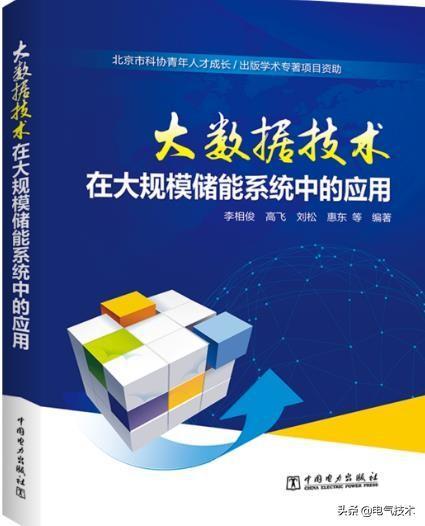 北京市科协青年人才成长/出版学术专著项目资助
大数据技术
在大规模储能系统中的应用
李相俊 高飞 刘松 惠东 等 编著
大数据技术在大规模储能系统中的应用
中国电力出版社
中国电力出版社
CHINA ELECTRIC POWER PRESS
头条 @电气技术